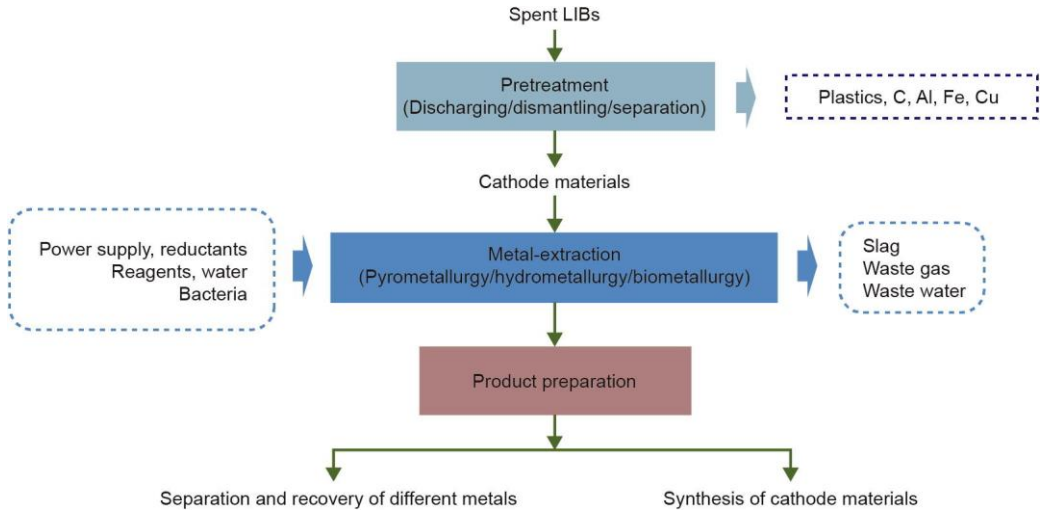 Spent LIBs
Pretreatment
(Discharging/dismantling/separation)
Plastics, C, Al, Fe, Cu
Cathode materials
Power supply, reductants
Reagents, water
Bacteria
Metal-extraction
(Pyrometallurgy/hydrometallurgy/biometallurgy)
Slag
Waste gas
Waste water
Product preparation
Separation and recovery of different metals
Synthesis of cathode materials